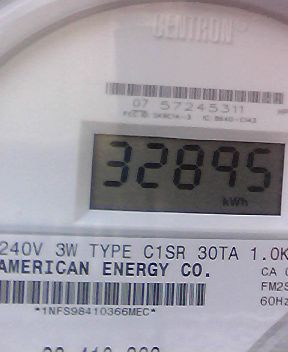 CENTRON®
07 57245311
32895
kWh
240V 3W TYPE C1SR 30TA 1.0K
AMERICAN ENERGY CO.
CA
FM2S
60Hz
*1NFS98410366MEC*